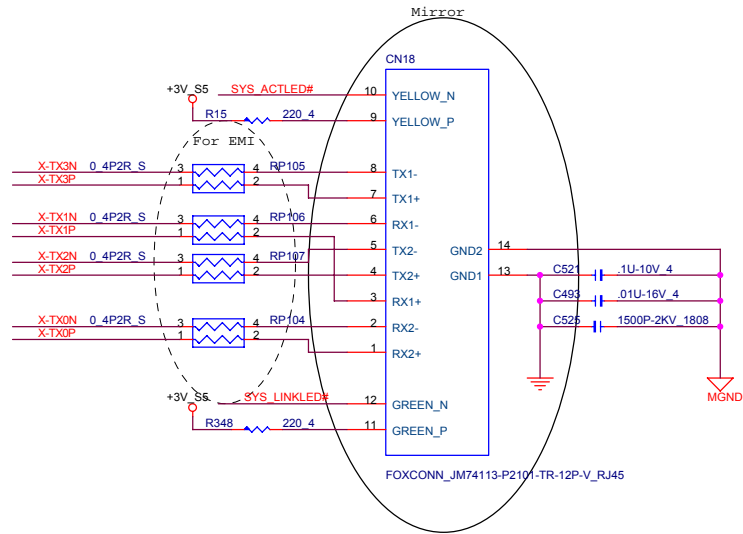 Mirror
CN18
+3V_S5 SYS_ACTLED# 10 YELLOW_N
R15 220_4 9 YELLOW_P
For EMI
X-TX3N 0_4P2R_S 3 4 RP105 8 TX1-
X-TX3P 1 2 7 TX1+
X-TX1N 0_4P2R_S 3 4 RP106 6 RX1-
X-TX1P 1 2
5 TX2- GND2 14
X-TX2N 0_4P2R_S 3 4 RP107
X-TX2P 1 2 4 TX2+ GND1 13 C521 .1U-10V_4
3 RX1+ C493 .01U-16V_4
X-TX0N 0_4P2R_S 3 4 RP104 2 RX2- C525 1500P-2KV_1808
X-TX0P 1 2
1 RX2+
MGND
+3V_S5 SYS_LINKLED# 12 GREEN_N
R348 220_4 11 GREEN_P
FOXCONN_JM74113-P2101-TR-12P-V_RJ45